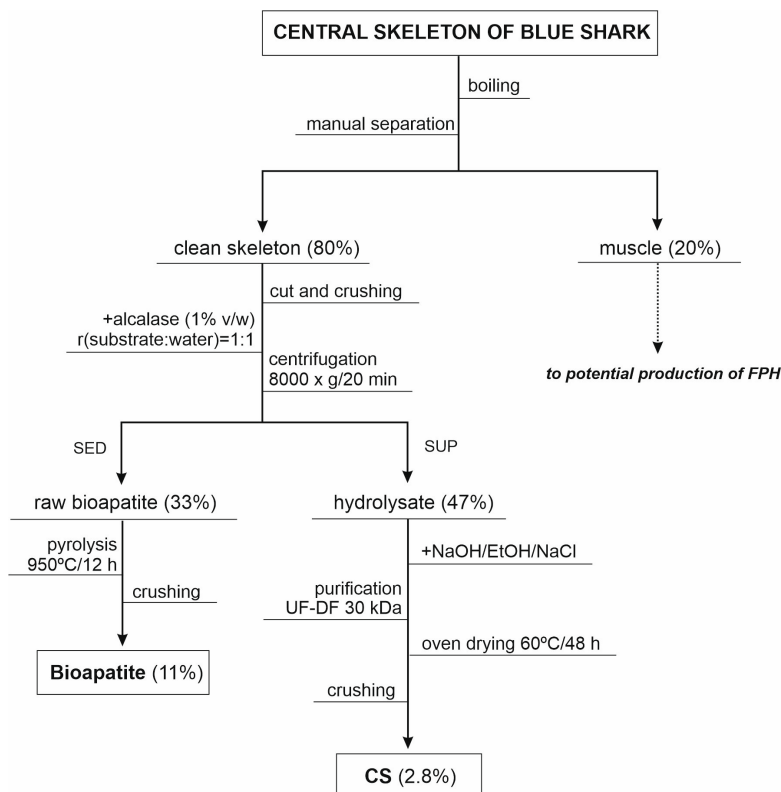 CENTRAL SKELETON OF BLUE SHARK
boiling
manual separation
clean skeleton (80%)
muscle (20%)
cut and crushing
+alcalase (1% v/w)
r(substrate:water)=1:1
centrifugation
8000 x g/20 min
to potential production of FPH
SED
SUP
raw bioapatite (33%)
hydrolysate (47%)
pyrolysis
950ºC/12 h
+NaOH/EtOH/NaCl
crushing
purification
UF-DF 30 kDa
oven drying 60ºC/48 h
Bioapatite (11%)
crushing
CS (2.8%)